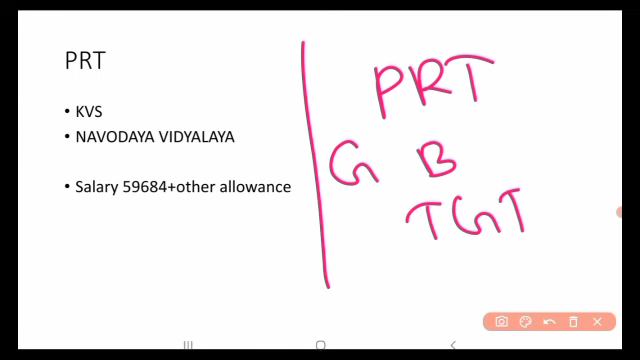 PRT
• KVS
• NAVODAYA VIDYALAYA
• Salary 59684+other allowance
PRT
G B
TGT